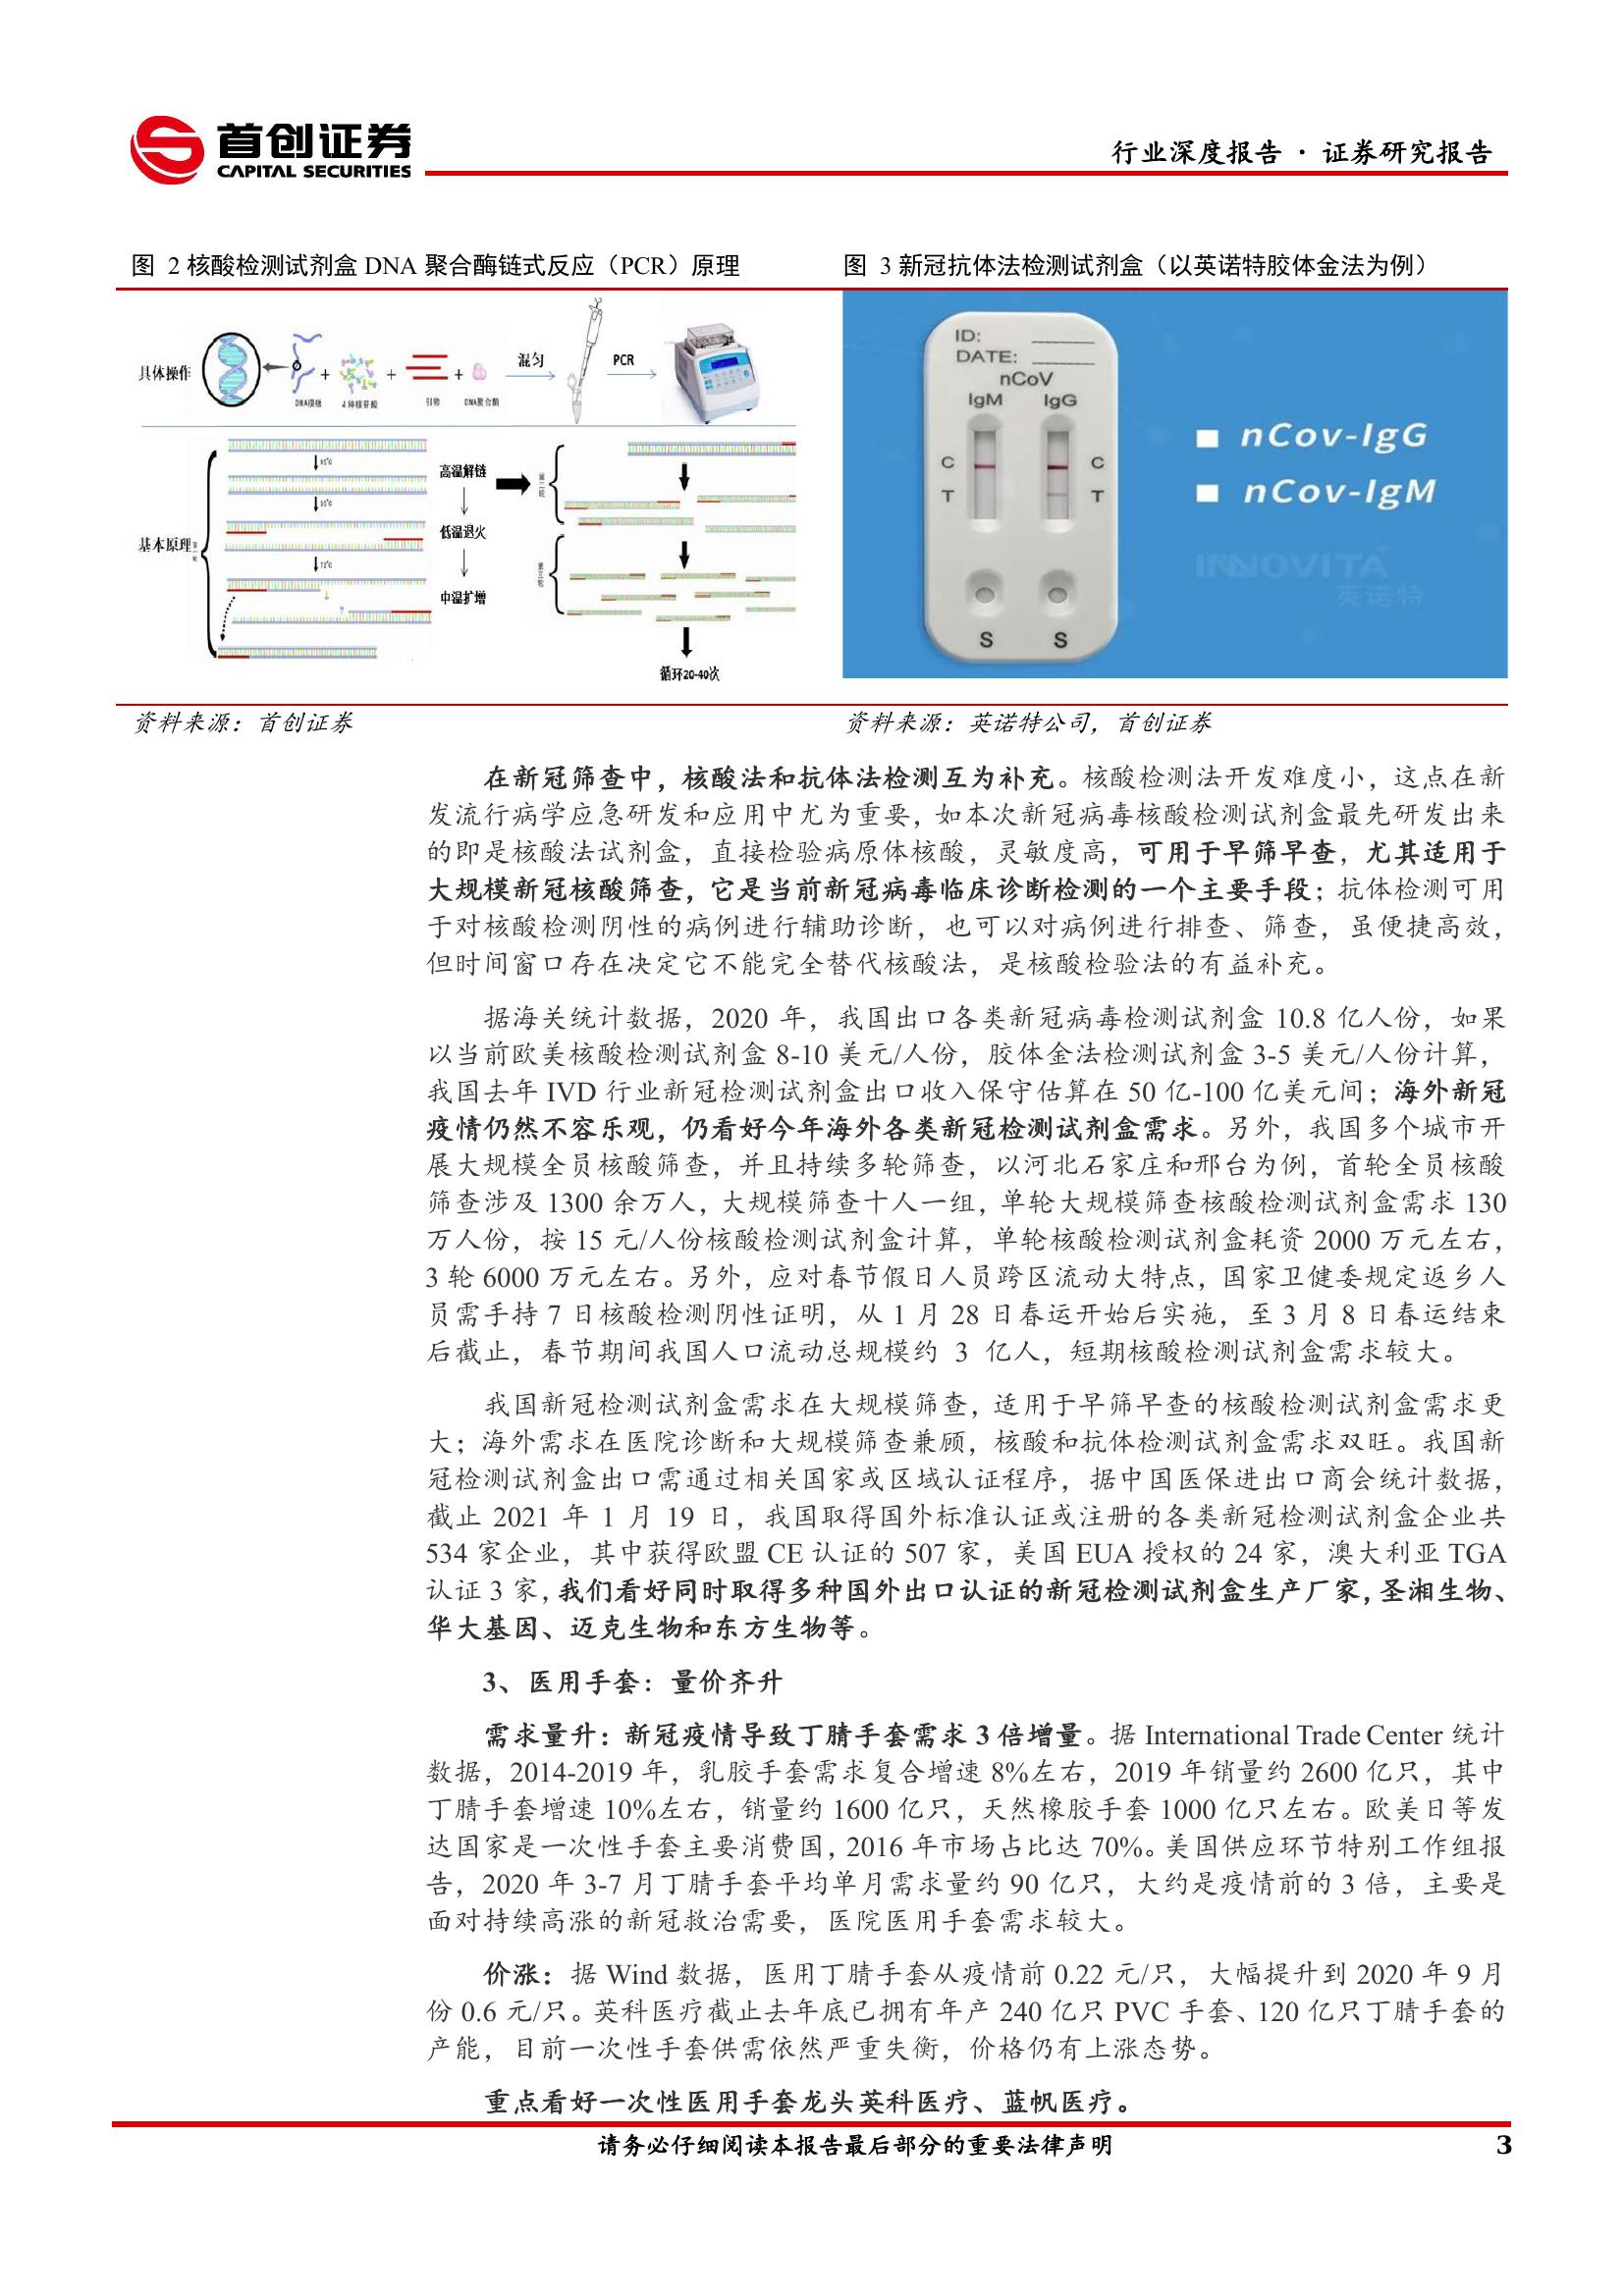 首创证券
CAPITAL SECURITIES
行业深度报告 · 证券研究报告
图 2 核酸检测试剂盒 DNA 聚合酶链式反应（PCR）原理
具体操作
+
+
+
DNA模板
4种核苷酸
引物
DNA聚合酶
混匀
PCR
基本原理
95℃
55℃
72℃
高温解链
低温退火
中温扩增
第二轮
第三轮
循环20-40次
图 3 新冠抗体法检测试剂盒（以英诺特胶体金法为例）
ID:
DATE:
nCoV
IgM IgG
C C
T T
S S
nCov-IgG
nCov-IgM
INNOVITA
英诺特
资料来源：首创证券
资料来源：英诺特公司，首创证券
在新冠筛查中，核酸法和抗体法检测互为补充。核酸检测法开发难度小，这点在新
发流行病学应急研发和应用中尤为重要，如本次新冠病毒核酸检测试剂盒最先研发出来
的即是核酸法试剂盒，直接检验病原体核酸，灵敏度高，可用于早筛早查，尤其适用于
大规模新冠核酸筛查，它是当前新冠病毒临床诊断检测的一个主要手段；抗体检测可用
于对核酸检测阴性的病例进行辅助诊断，也可以对病例进行排查、筛查，虽便捷高效，
但时间窗口存在决定它不能完全替代核酸法，是核酸检验法的有益补充。
据海关统计数据，2020 年，我国出口各类新冠病毒检测试剂盒 10.8 亿人份，如果
以当前欧美核酸检测试剂盒 8-10 美元/人份，胶体金法检测试剂盒 3-5 美元/人份计算，
我国去年 IVD 行业新冠检测试剂盒出口收入保守估算在 50 亿-100 亿美元间；海外新冠
疫情仍然不容乐观，仍看好今年海外各类新冠检测试剂盒需求。另外，我国多个城市开
展大规模全员核酸筛查，并且持续多轮筛查，以河北石家庄和邢台为例，首轮全员核酸
筛查涉及 1300 余万人，大规模筛查十人一组，单轮大规模筛查核酸检测试剂盒需求 130
万人份，按 15 元/人份核酸检测试剂盒计算，单轮核酸检测试剂盒耗资 2000 万元左右，
3 轮 6000 万元左右。另外，应对春节假日人员跨区流动大特点，国家卫健委规定返乡人
员需手持 7 日核酸检测阴性证明，从 1 月 28 日春运开始后实施，至 3 月 8 日春运结束
后截止，春节期间我国人口流动总规模约 3 亿人，短期核酸检测试剂盒需求较大。
我国新冠检测试剂盒需求在大规模筛查，适用于早筛早查的核酸检测试剂盒需求更
大；海外需求在医院诊断和大规模筛查兼顾，核酸和抗体检测试剂盒需求双旺。我国新
冠检测试剂盒出口需通过相关国家或区域认证程序，据中国医保进出口商会统计数据，
截止 2021 年 1 月 19 日，我国取得国外标准认证或注册的各类新冠检测试剂盒企业共
534 家企业，其中获得欧盟 CE 认证的 507 家，美国 EUA 授权的 24 家，澳大利亚 TGA
认证 3 家，我们看好同时取得多种国外出口认证的新冠检测试剂盒生产厂家，圣湘生物、
华大基因、迈克生物和东方生物等。
3、 医用手套：量价齐升
需求量升：新冠疫情导致丁腈手套需求 3 倍增量。据 International Trade Center 统计
数据，2014-2019 年，乳胶手套需求复合增速 8%左右，2019 年销量约 2600 亿只，其中
丁腈手套增速 10%左右，销量约 1600 亿只，天然橡胶手套 1000 亿只左右。欧美日等发
达国家是一次性手套主要消费国，2016 年市场占比达 70%。美国供应环节特别工作组报
告，2020 年 3-7 月丁腈手套平均单月需求量约 90 亿只，大约是疫情前的 3 倍，主要是
面对持续高涨的新冠救治需要，医院医用手套需求较大。
价涨：据 Wind 数据，医用丁腈手套从疫情前 0.22 元/只，大幅提升到 2020 年 9 月
份 0.6 元/只。英科医疗截止去年底已拥有年产 240 亿只 PVC 手套、120 亿只丁腈手套的
产能，目前一次性手套供需依然严重失衡，价格仍有上涨态势。
重点看好一次性医用手套龙头英科医疗、蓝帆医疗。
请务必仔细阅读本报告最后部分的重要法律声明
3